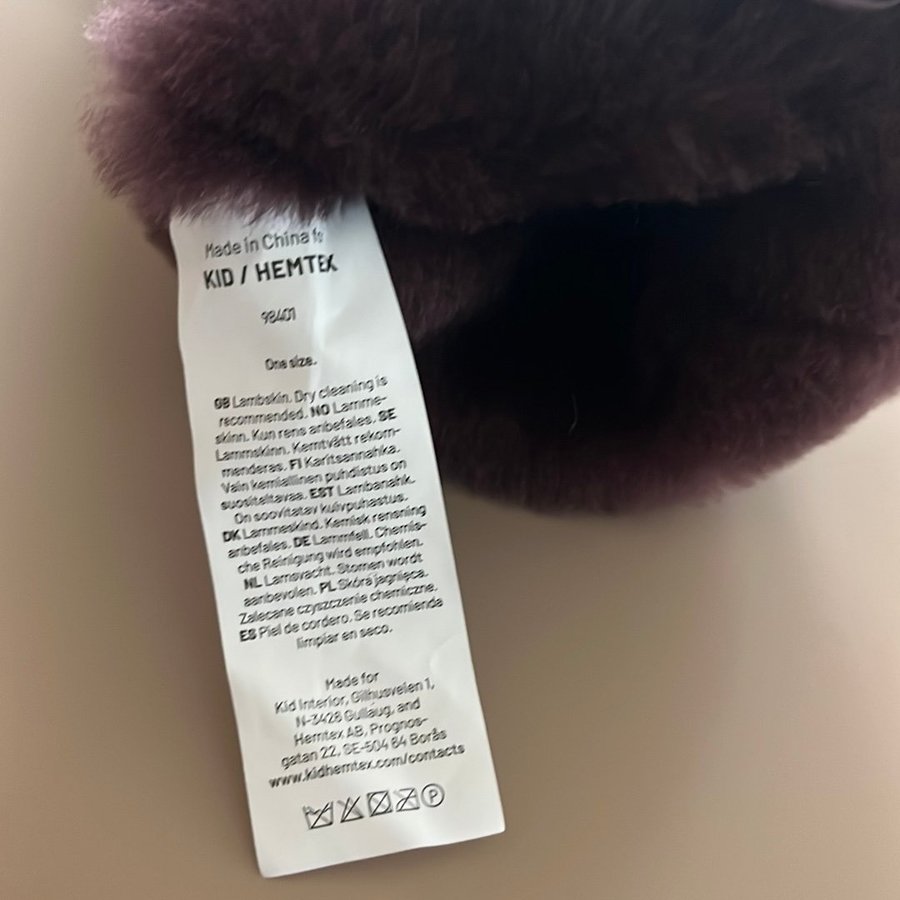 Made in China fo
KID / HEMTEX
98401
One size.
GB Lambskin. Dry cleaning is
recommended. NO Lamme-
skinn. Kun rens anbefales. SE
Lammskinn. Kemtvätt rekom-
menderas. FI Karitsannahka.
Vain kemiallinen puhdistus on
suositeltavaa. EST Lambanahk.
On soovitatav kuivpuhastus.
DK Lammeskind. Kemisk rensning
anbefales. DE Lammfell. Chemis-
che Reinigung wird empfohlen.
NL Lamsvacht. Stomen wordt
aanbevolen. PL Skóra jagnięca.
Zalecane czyszczenie chemiczne.
ES Piel de cordero. Se recomienda
limpiar en seco.
Made for
Kid Interior, Gilhusveien 1,
N-3426 Gullaug, and
Hemtex AB, Prognos-
gatan 22, SE-504 64 Borås
www.kidhemtex.com/contacts
P